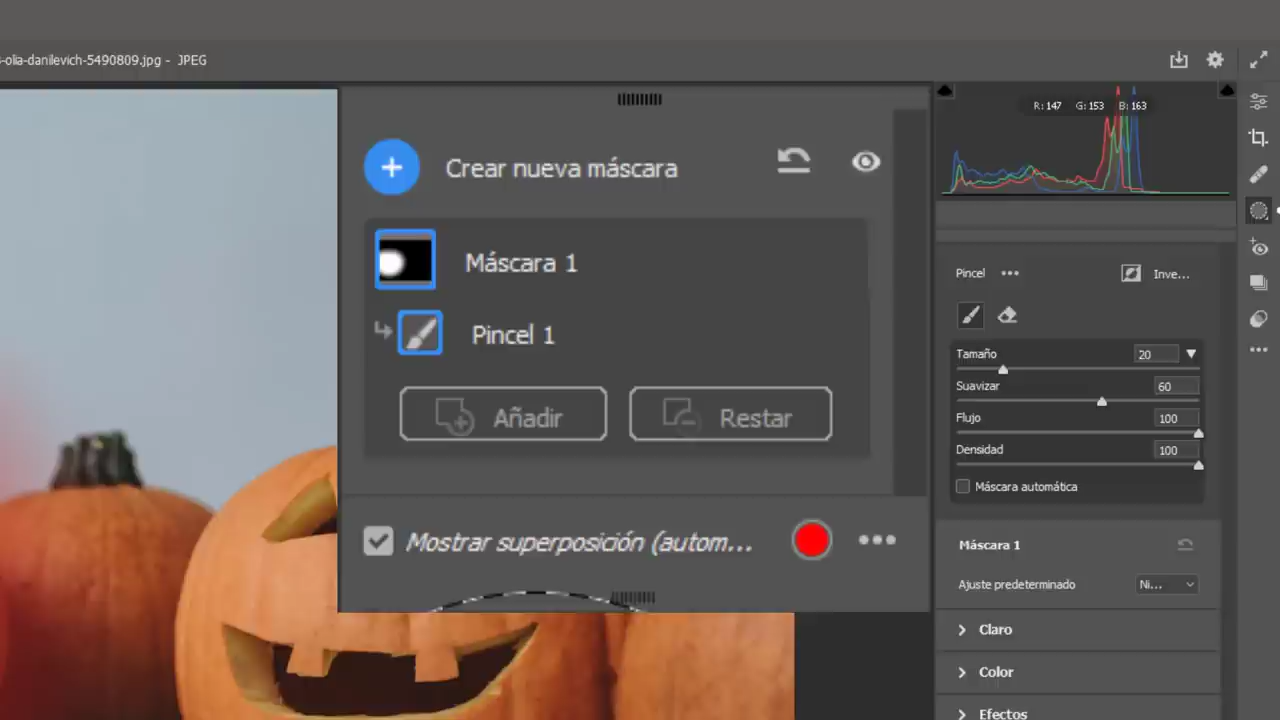 -olia-danilevich-5490809.jpg - JPEG
R: 147 G: 153 B: 163
Crear nueva máscara
Máscara 1
Pincel 1
Añadir
Restar
Mostrar superposición (autom...
Pincel
Inve...
Tamaño 20
Suavizar 60
Flujo 100
Densidad 100
Máscara automática
Máscara 1
Ajuste predeterminado Ni...
Claro
Color
Efectos